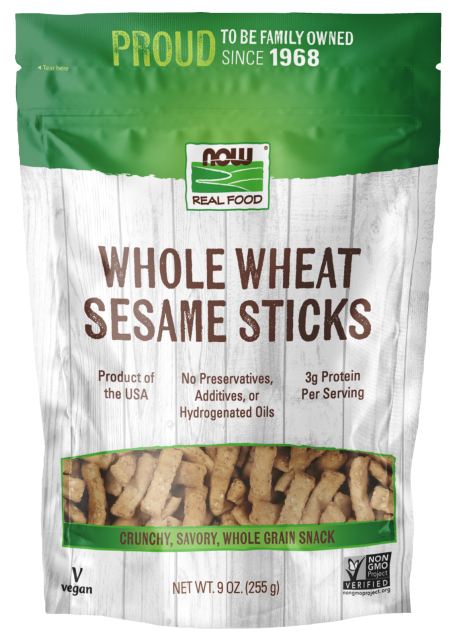 PROUD TO BE FAMILY OWNED
SINCE 1968
◂ Tear here
NOW ®
REAL FOOD
WHOLE WHEAT
SESAME STICKS
Product of
the USA
No Preservatives,
Additives, or
Hydrogenated Oils
3g Protein
Per Serving
CRUNCHY, SAVORY, WHOLE GRAIN SNACK
V
vegan
NET WT. 9 OZ. (255 g)
NON
GMO
Project
VERIFIED
nongmoproject.org